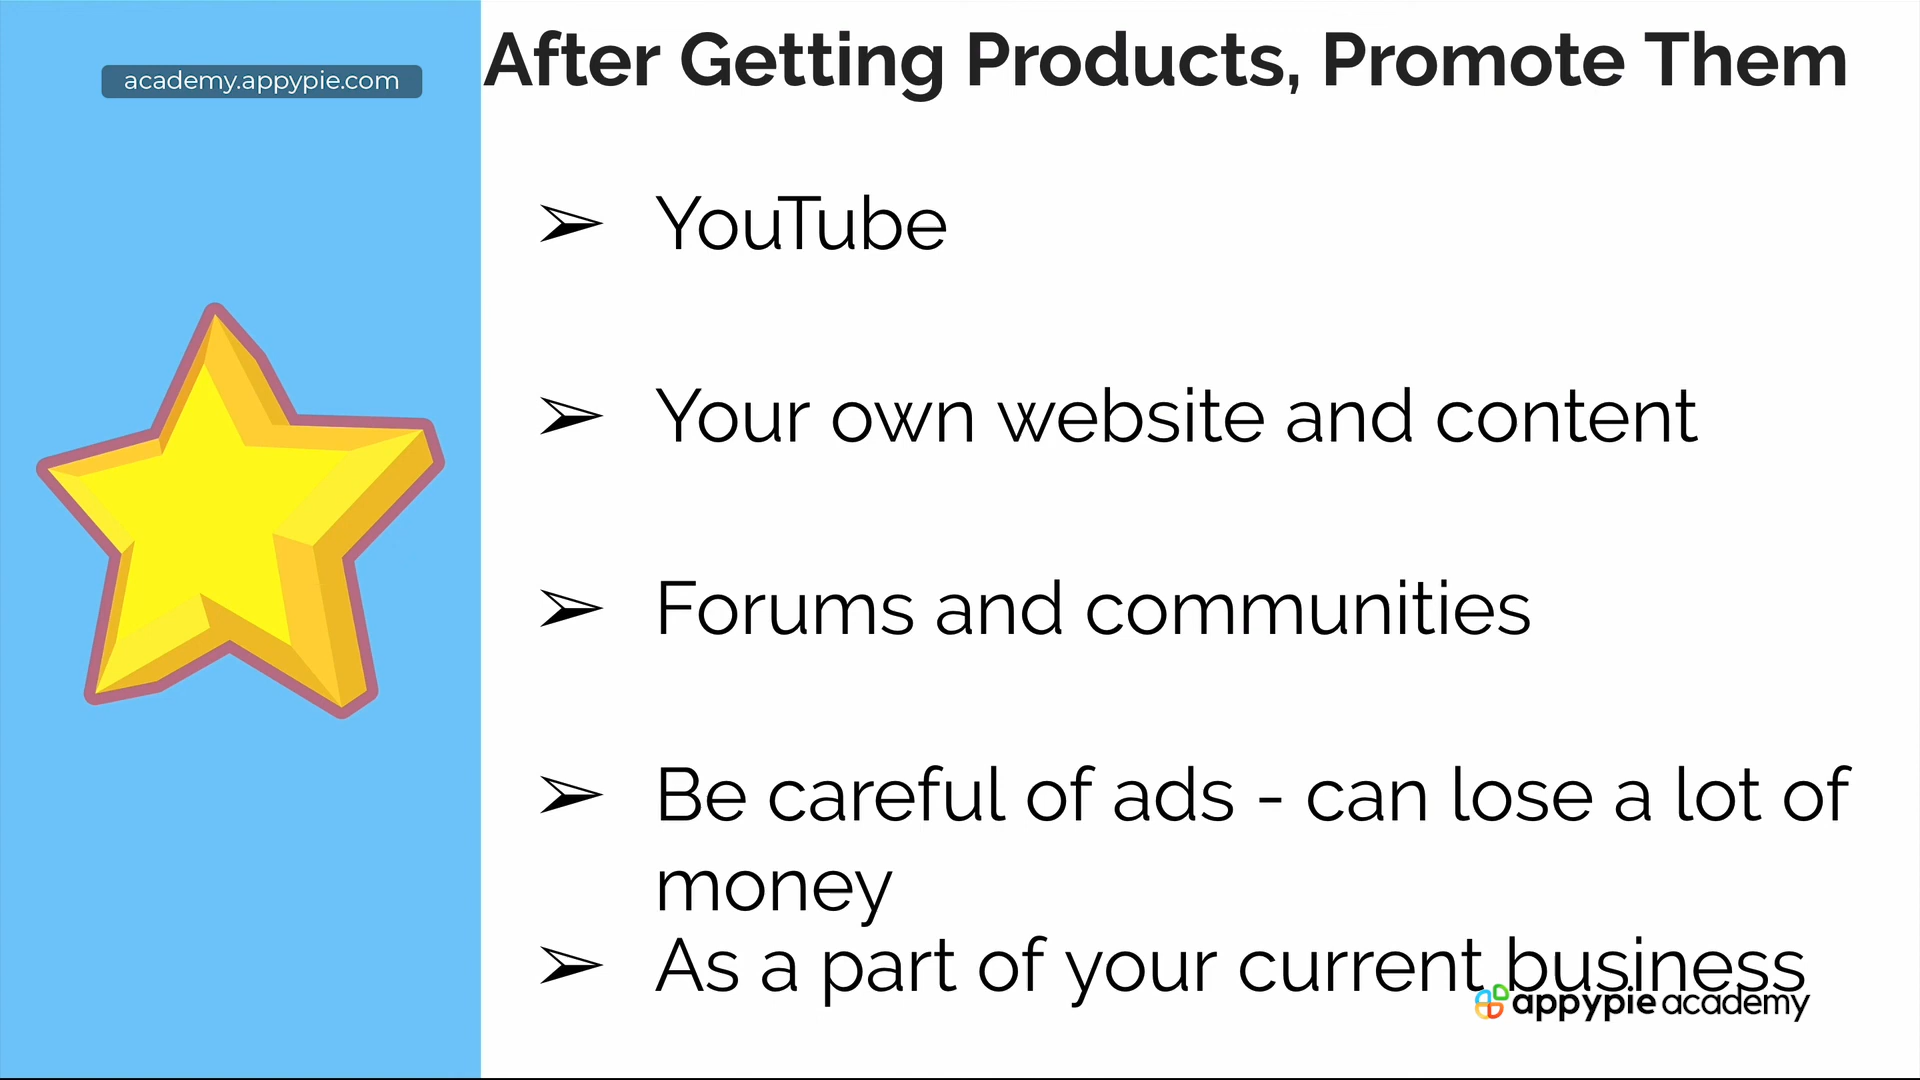 academy.appypie.com
After Getting Products, Promote Them
➢ YouTube
➢ Your own website and content
➢ Forums and communities
➢ Be careful of ads - can lose a lot of
money
➢ As a part of your current business
appypie academy